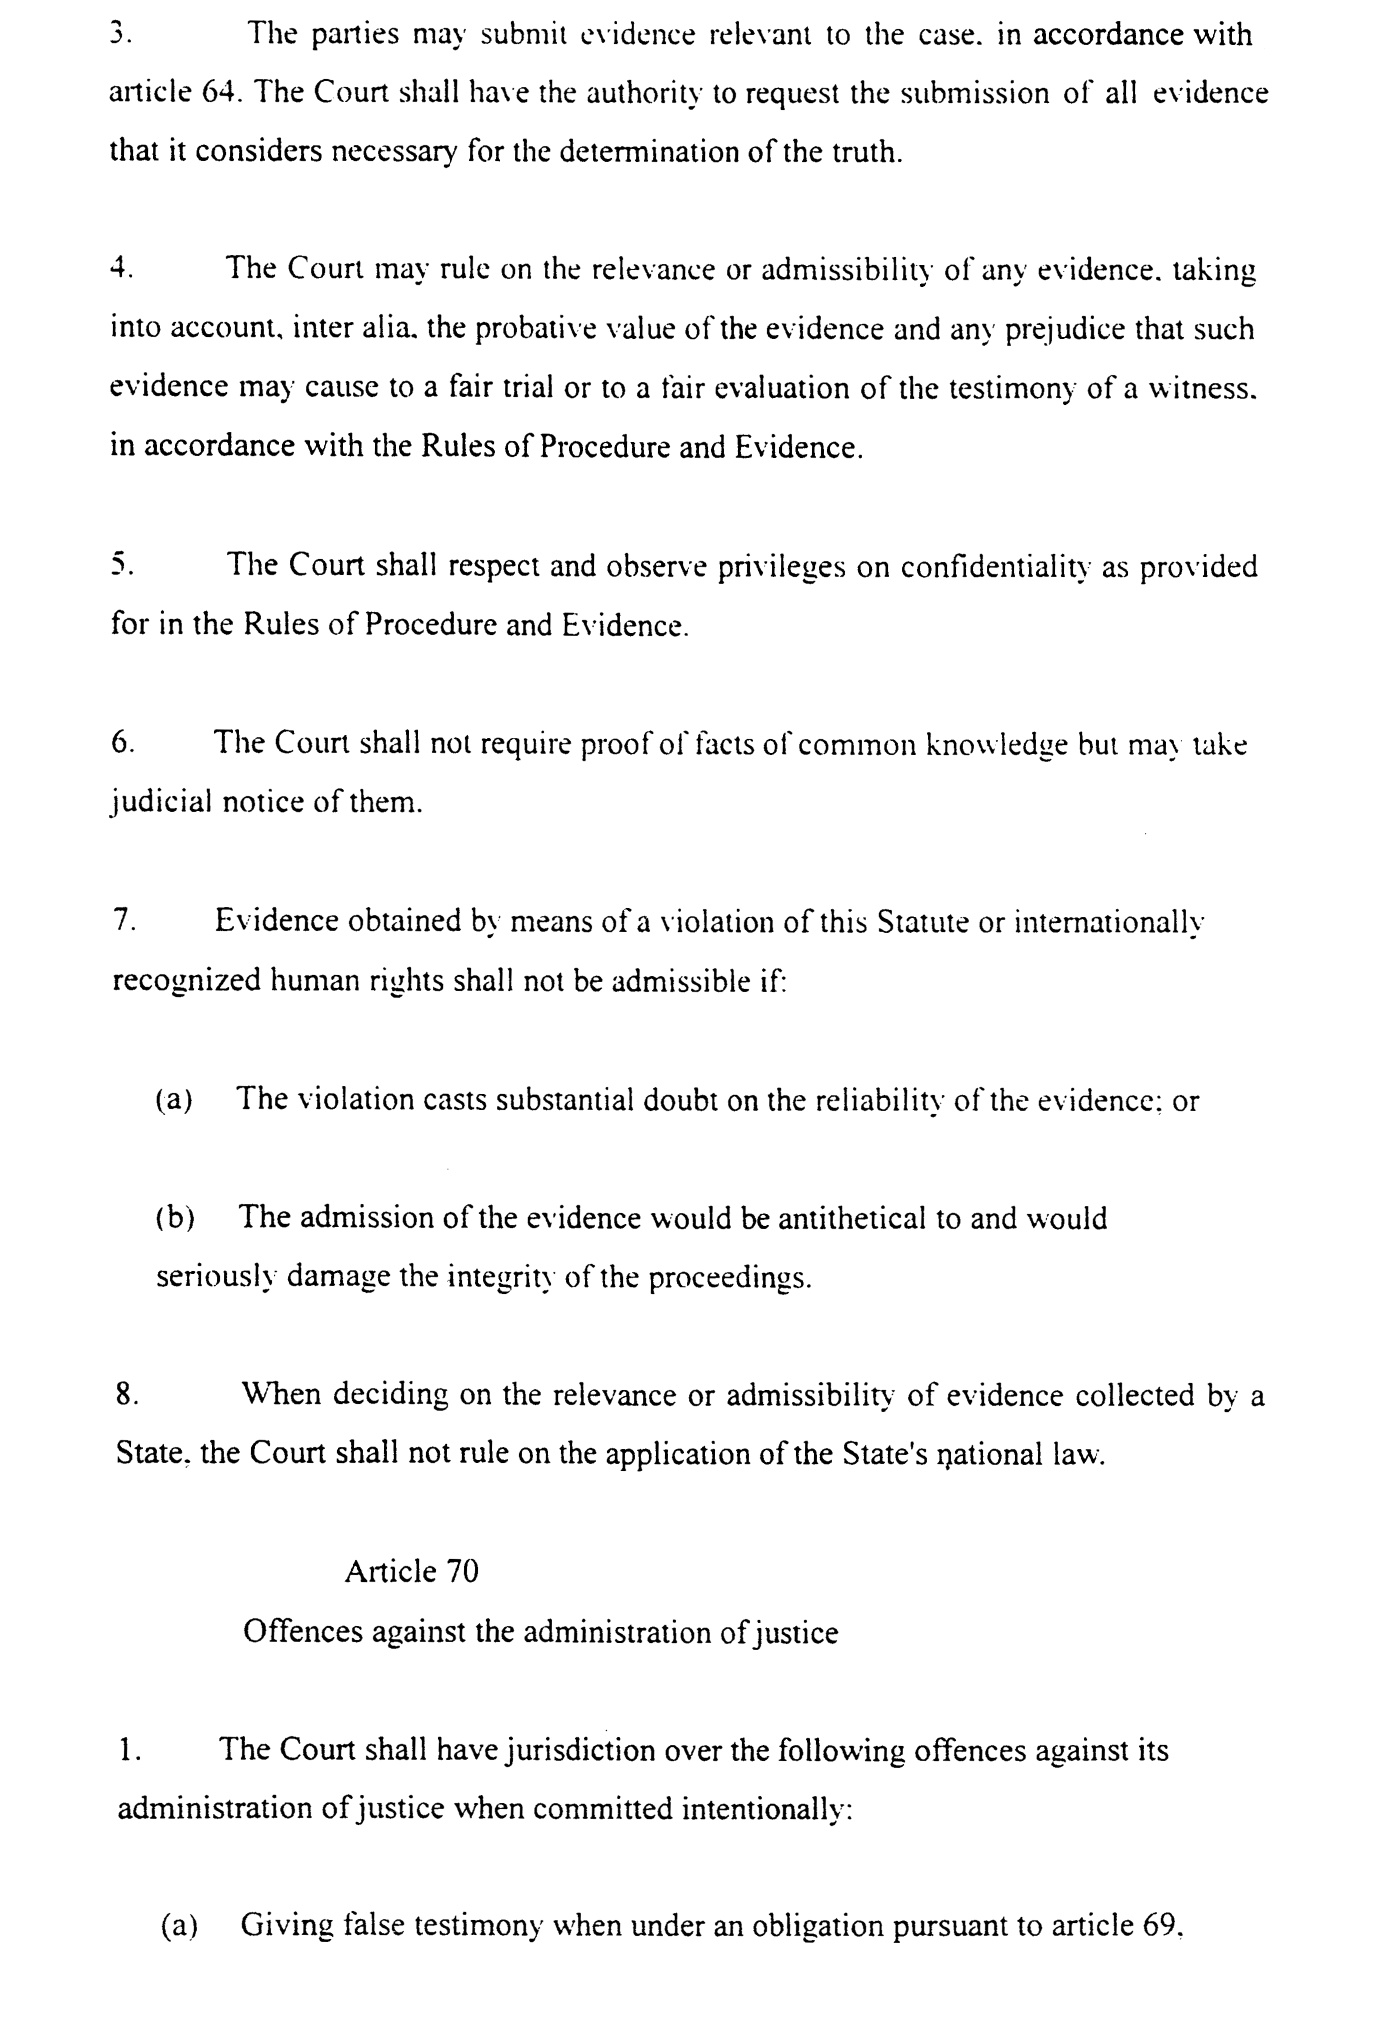 3. The parties may submit evidence relevant to the case, in accordance with
article 64. The Court shall have the authority to request the submission of all evidence
that it considers necessary for the determination of the truth.
4. The Court may rule on the relevance or admissibility of any evidence, taking
into account, inter alia, the probative value of the evidence and any prejudice that such
evidence may cause to a fair trial or to a fair evaluation of the testimony of a witness,
in accordance with the Rules of Procedure and Evidence.
5. The Court shall respect and observe privileges on confidentiality as provided
for in the Rules of Procedure and Evidence.
6. The Court shall not require proof of facts of common knowledge but may take
judicial notice of them.
7. Evidence obtained by means of a violation of this Statute or internationally
recognized human rights shall not be admissible if:
(a) The violation casts substantial doubt on the reliability of the evidence; or
(b) The admission of the evidence would be antithetical to and would
seriously damage the integrity of the proceedings.
8. When deciding on the relevance or admissibility of evidence collected by a
State, the Court shall not rule on the application of the State's national law.
Article 70
Offences against the administration of justice
1. The Court shall have jurisdiction over the following offences against its
administration of justice when committed intentionally:
(a) Giving false testimony when under an obligation pursuant to article 69,